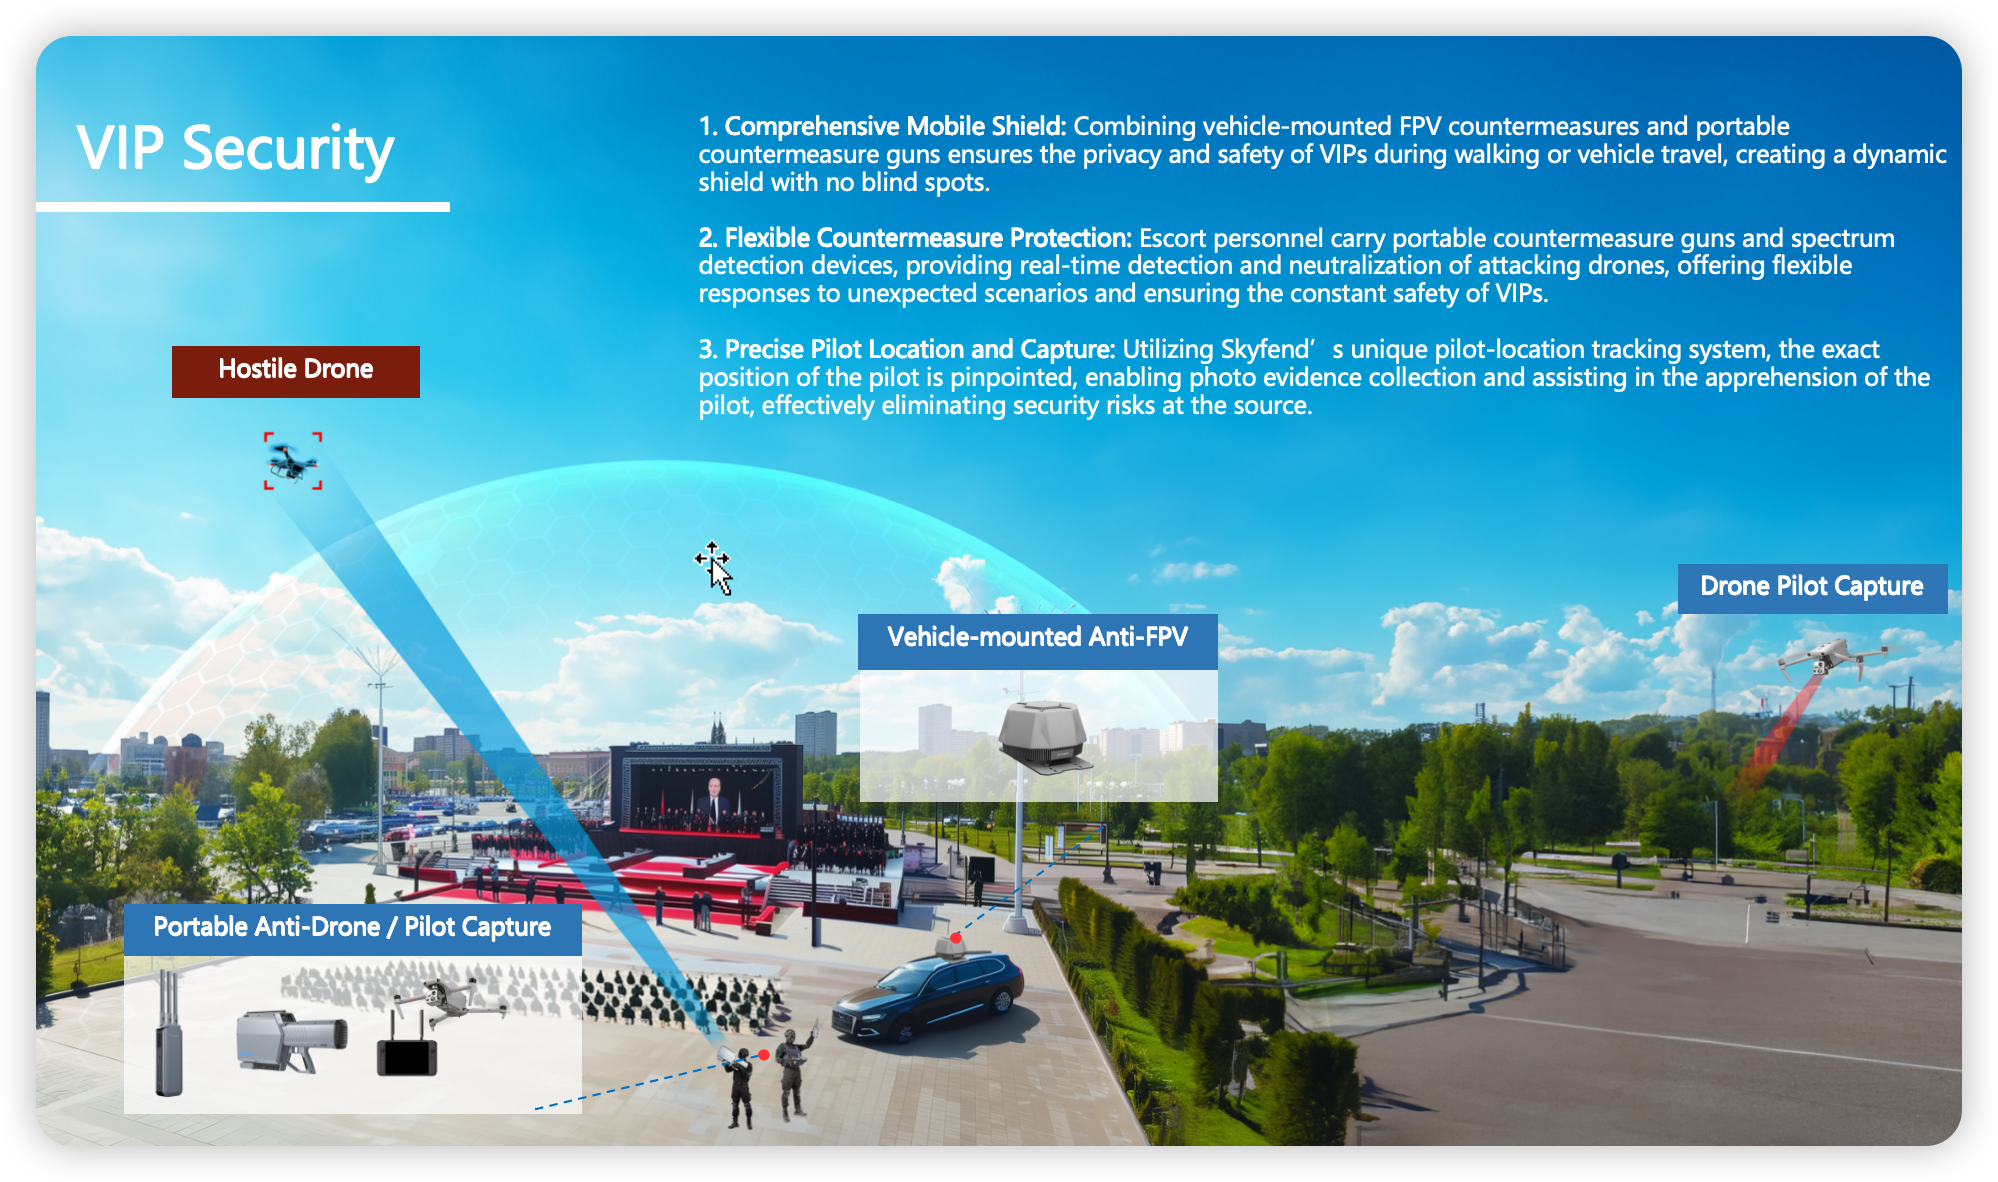 VIP Security
1. Comprehensive Mobile Shield: Combining vehicle-mounted FPV countermeasures and portable
countermeasure guns ensures the privacy and safety of VIPs during walking or vehicle travel, creating a dynamic
shield with no blind spots.
2. Flexible Countermeasure Protection: Escort personnel carry portable countermeasure guns and spectrum
detection devices, providing real-time detection and neutralization of attacking drones, offering flexible
responses to unexpected scenarios and ensuring the constant safety of VIPs.
3. Precise Pilot Location and Capture: Utilizing Skyfend’s unique pilot-location tracking system, the exact
position of the pilot is pinpointed, enabling photo evidence collection and assisting in the apprehension of the
pilot, effectively eliminating security risks at the source.
Hostile Drone
Drone Pilot Capture
Vehicle-mounted Anti-FPV
Portable Anti-Drone / Pilot Capture